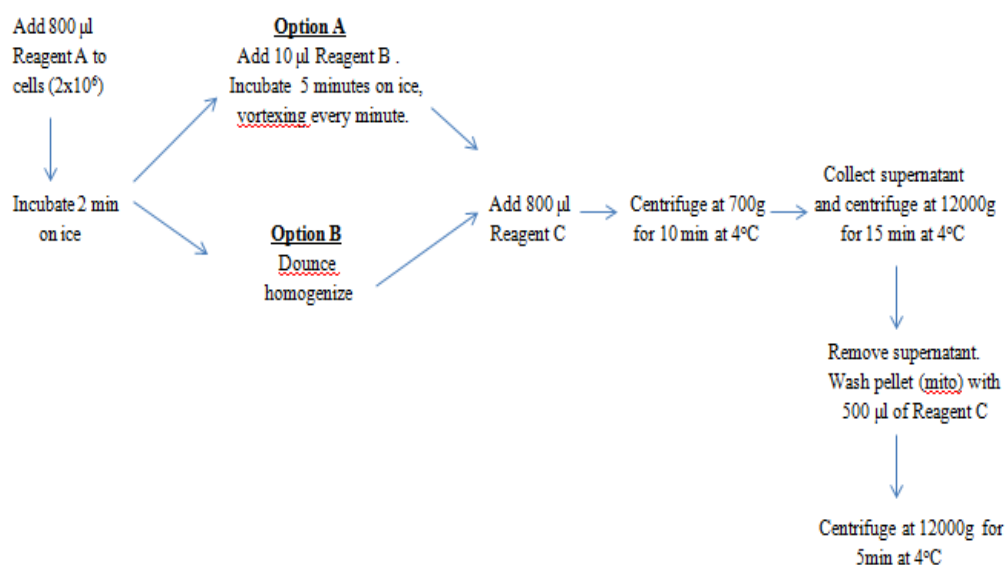 Add 800 µl
Reagent A to
cells (2x10⁶)
Incubate 2 min
on ice
Option A
Add 10 µl Reagent B .
Incubate 5 minutes on ice,
vortexing every minute.
Option B
Dounce
homogenize
Add 800 µl
Reagent C
Centrifuge at 700g
for 10 min at 4°C
Collect supernatant
and centrifuge at 12000g
for 15 min at 4°C
Remove supernatant.
Wash pellet (mito) with
500 µl of Reagent C
Centrifuge at 12000g for
5min at 4°C